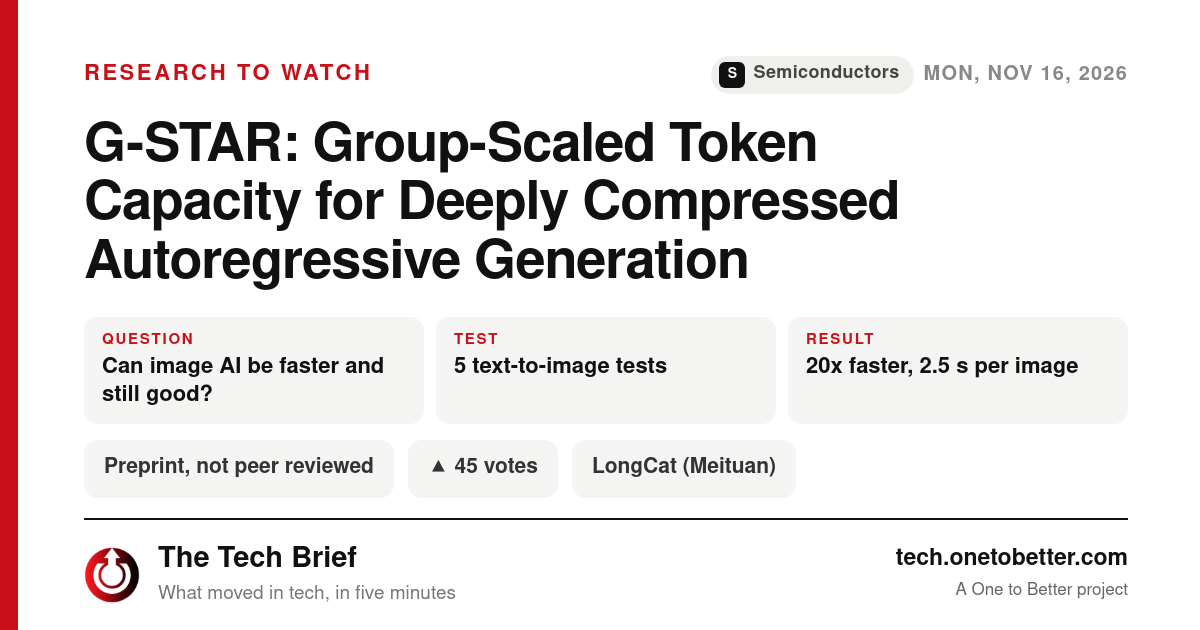 RESEARCH TO WATCH
S Semiconductors MON, NOV 16, 2026
G-STAR: Group-Scaled Token
Capacity for Deeply Compressed
Autoregressive Generation
QUESTION
Can image AI be faster and
still good?
TEST
5 text-to-image tests
RESULT
20x faster, 2.5 s per image
Preprint, not peer reviewed
▲ 45 votes
LongCat (Meituan)
The Tech Brief
What moved in tech, in five minutes
tech.onetobetter.com
A One to Better project